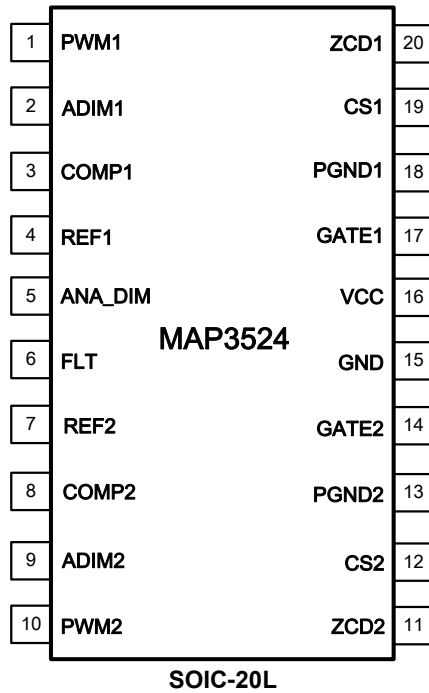 1 PWM1 ZCD1 20
2 ADIM1 CS1 19
3 COMP1 PGND1 18
4 REF1 GATE1 17
5 ANA_DIM VCC 16
MAP3524
6 FLT GND 15
7 REF2 GATE2 14
8 COMP2 PGND2 13
9 ADIM2 CS2 12
10 PWM2 ZCD2 11
SOIC-20L